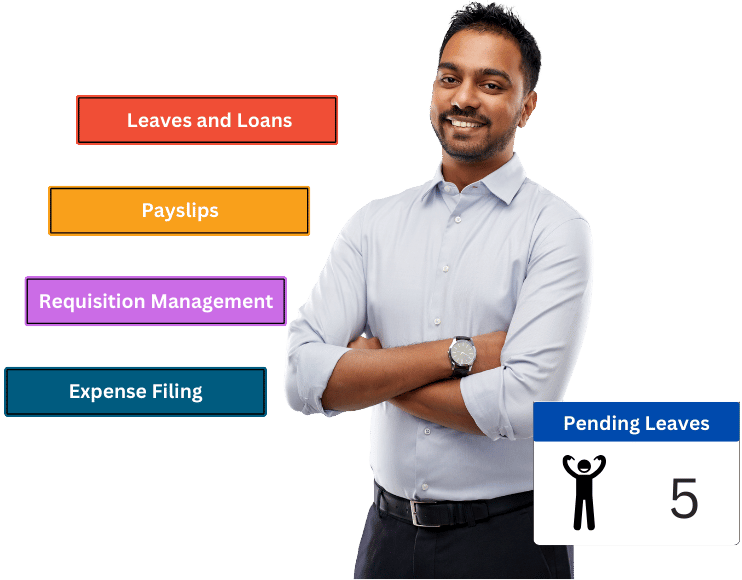 Leaves and Loans
Payslips
Requisition Management
Expense Filing
Pending Leaves
5